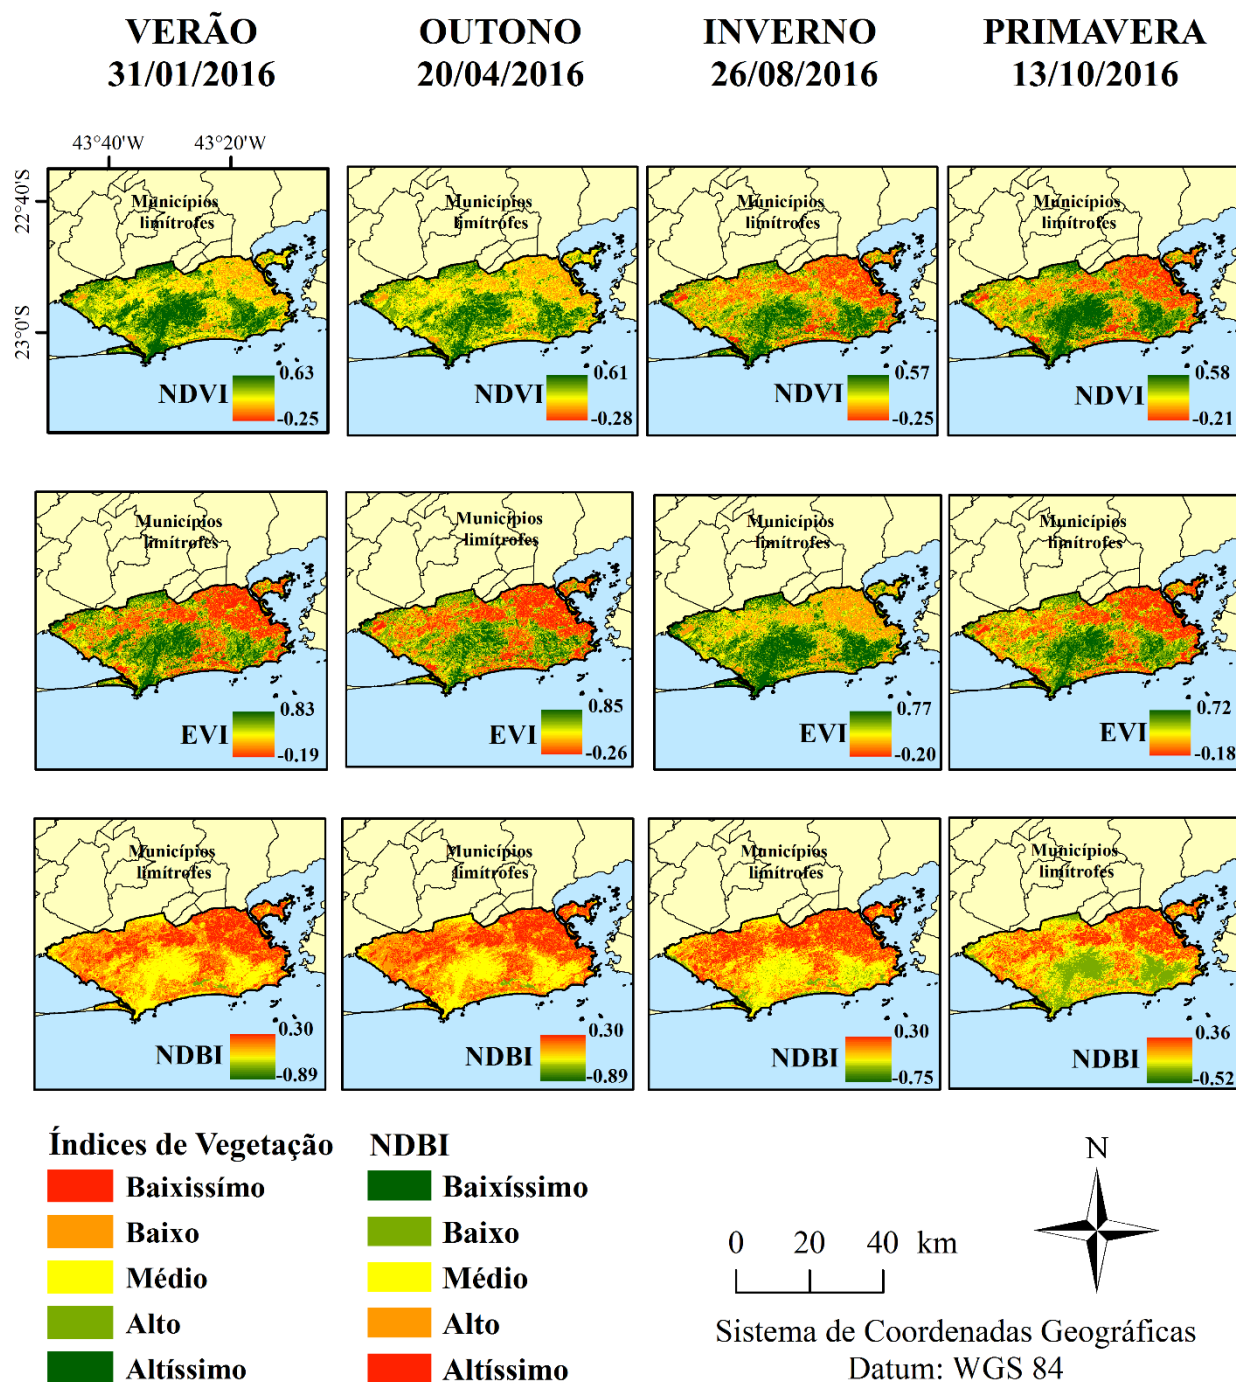 VERÃO
31/01/2016
OUTONO
20/04/2016
INVERNO
26/08/2016
PRIMAVERA
13/10/2016
43°40'W
43°20'W
22°40'S
23°0'S
Municípios
limítrofes
NDVI
0.63
-0.25
Municípios
limítrofes
NDVI
0.61
-0.28
Municípios
limítrofes
NDVI
0.57
-0.25
Municípios
limítrofes
NDVI
0.58
-0.21
Municípios
limítrofes
EVI
0.83
-0.19
Municípios
limítrofes
EVI
0.85
-0.26
Municípios
limítrofes
EVI
0.77
-0.20
Municípios
limítrofes
EVI
0.72
-0.18
Municípios
limítrofes
NDBI
0.30
-0.89
Municípios
limítrofes
NDBI
0.30
-0.89
Municípios
limítrofes
NDBI
0.30
-0.75
Municípios
limítrofes
NDBI
0.36
-0.52
Índices de Vegetação
Baixissímo
Baixo
Médio
Alto
Altíssimo
NDBI
Baixíssimo
Baixo
Médio
Alto
Altíssimo
N
0 20 40 km
Sistema de Coordenadas Geográficas
Datum: WGS 84